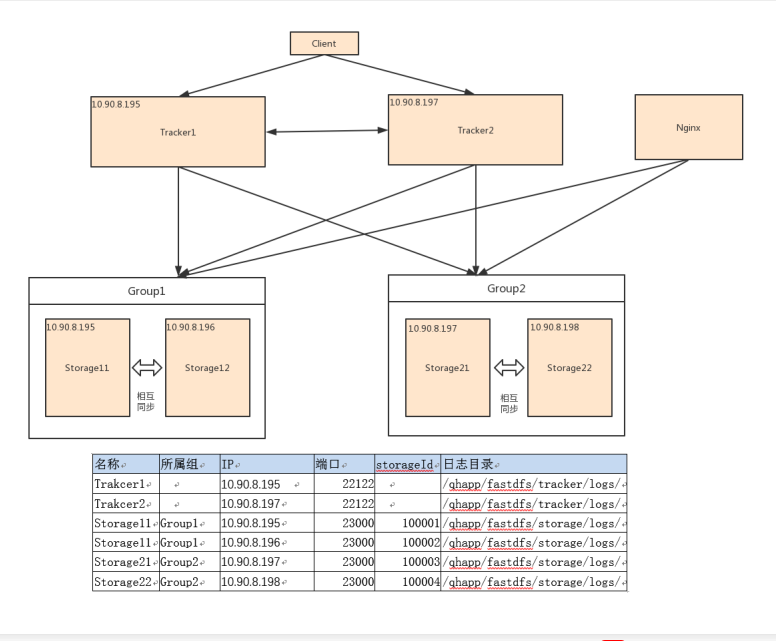 Client
10.90.8.195
Tracker1
10.90.8.197
Tracker2
Nginx
Group1
10.90.8.195
Storage11
10.90.8.196
Storage12
相互
同步
Group2
10.90.8.197
Storage21
10.90.8.198
Storage22
相互
同步
名称 所属组 IP 端口 storageId 日志目录
Trakcer1 10.90.8.195 22122 /qhapp/fastdfs/tracker/logs/
Trakcer2 10.90.8.197 22122 /qhapp/fastdfs/tracker/logs/
Storage11 Group1 10.90.8.195 23000 100001 /qhapp/fastdfs/storage/logs/
Storage11 Group1 10.90.8.196 23000 100002 /qhapp/fastdfs/storage/logs/
Storage21 Group2 10.90.8.197 23000 100003 /qhapp/fastdfs/storage/logs/
Storage22 Group2 10.90.8.198 23000 100004 /qhapp/fastdfs/storage/logs/